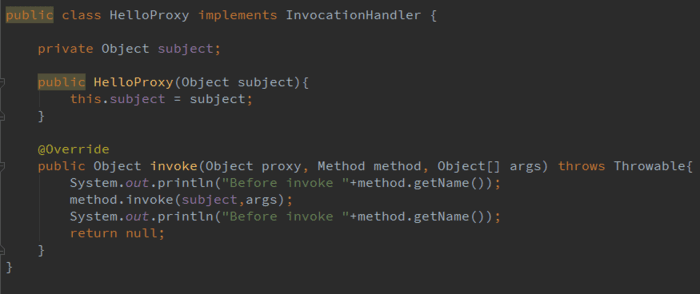 public class HelloProxy implements InvocationHandler {
private Object subject;
public HelloProxy(Object subject){
this.subject = subject;
}
@Override
public Object invoke(Object proxy, Method method, Object[] args) throws Throwable{
System.out.println("Before invoke "+method.getName());
method.invoke(subject,args);
System.out.println("Before invoke "+method.getName());
return null;
}
}